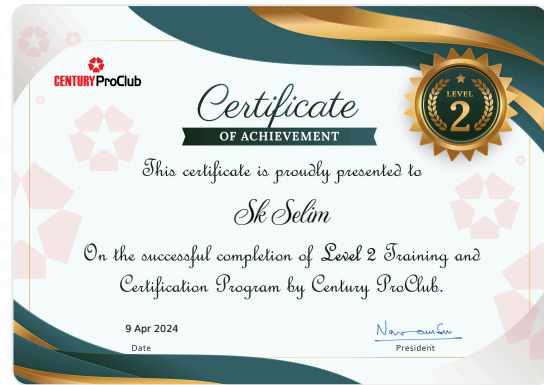 CENTURY ProClub
Certificate
OF ACHIEVEMENT
LEVEL
2
This certificate is proudly presented to
Sk Selim
On the successful completion of Level 2 Training and
Certification Program by Century ProClub.
9 Apr 2024
Date
President